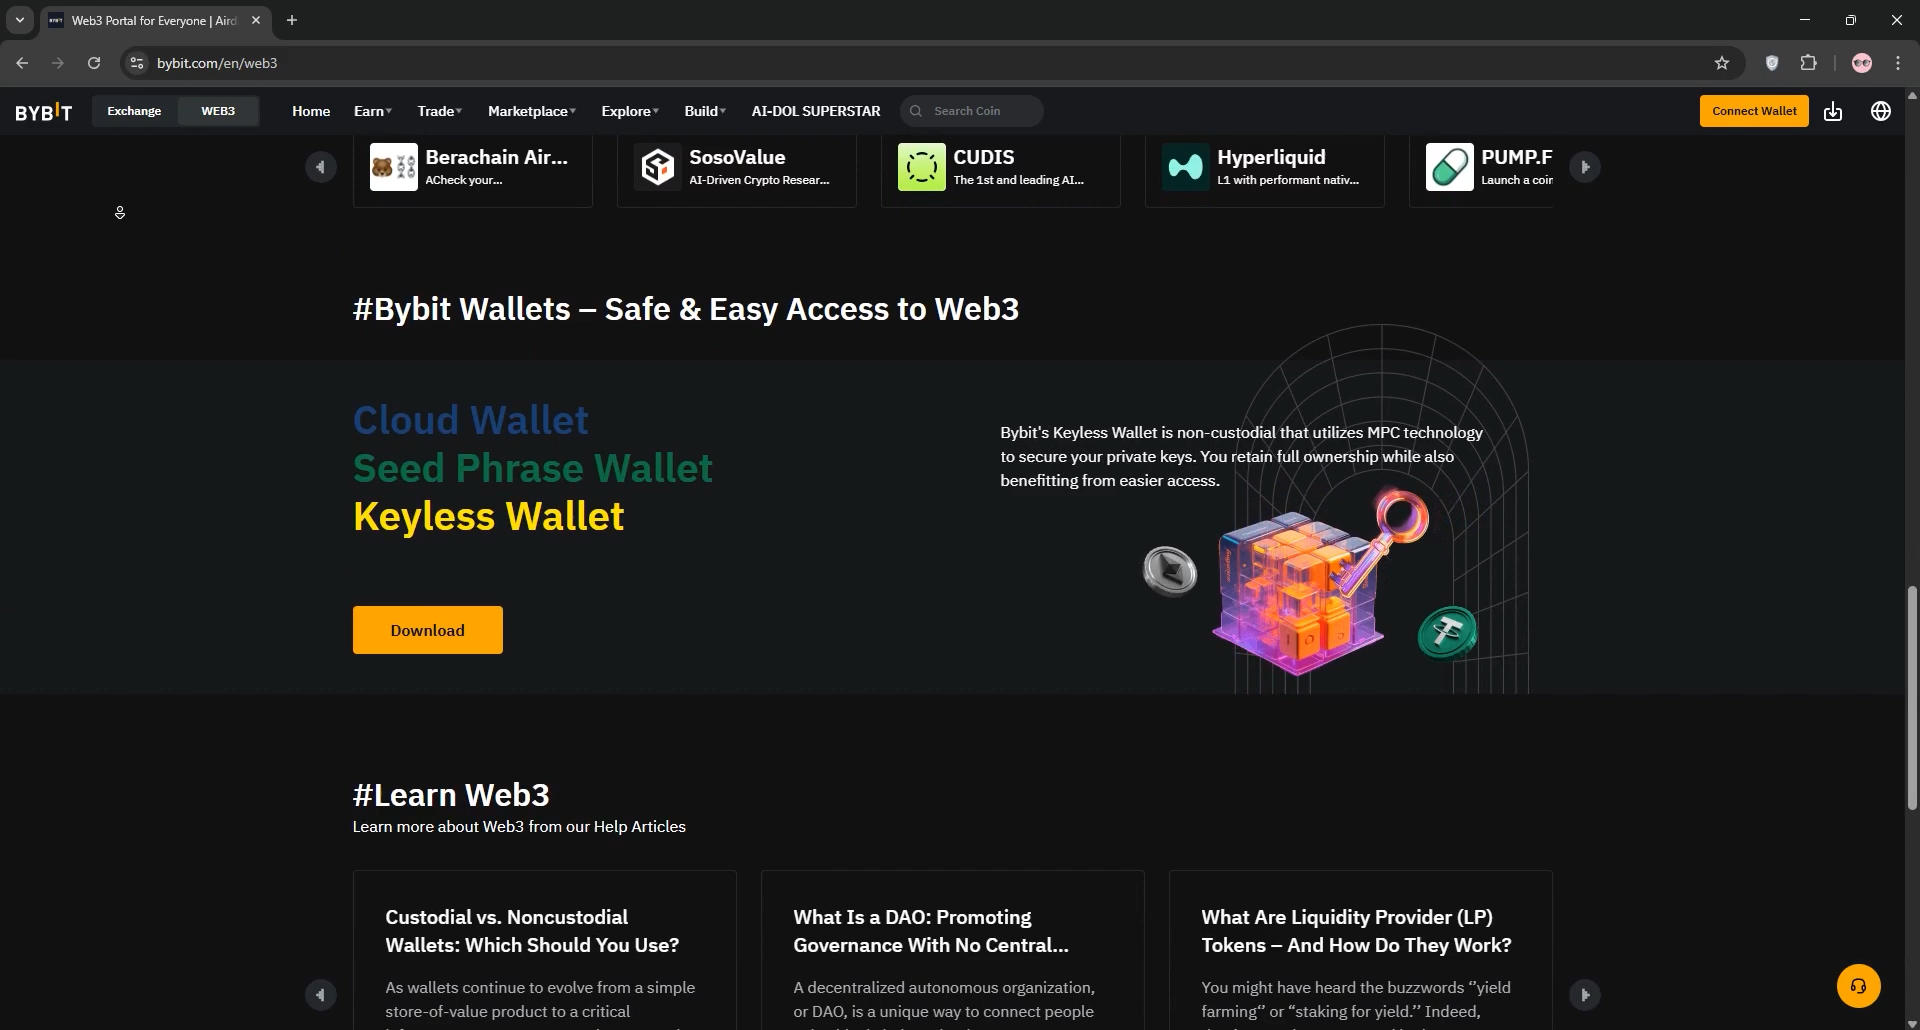 Web3 Portal for Everyone | Aird
bybit.com/en/web3
BYBIT
Exchange
WEB3
Home
Earn
Trade
Marketplace
Explore
Build
AI-DOL SUPERSTAR
Search Coin
Connect Wallet
Berachain Air...
ACheck your...
SosoValue
AI-Driven Crypto Resear...
CUDIS
The 1st and leading AI...
Hyperliquid
L1 with performant nativ...
PUMP.F
Launch a coin
#Bybit Wallets – Safe & Easy Access to Web3
Cloud Wallet
Seed Phrase Wallet
Keyless Wallet
Bybit's Keyless Wallet is non-custodial that utilizes MPC technology
to secure your private keys. You retain full ownership while also
benefitting from easier access.
Download
#Learn Web3
Learn more about Web3 from our Help Articles
Custodial vs. Noncustodial
Wallets: Which Should You Use?
As wallets continue to evolve from a simple
store-of-value product to a critical
What Is a DAO: Promoting
Governance With No Central...
A decentralized autonomous organization,
or DAO, is a unique way to connect people
What Are Liquidity Provider (LP)
Tokens – And How Do They Work?
You might have heard the buzzwords “yield
farming” or “staking for yield.” Indeed,